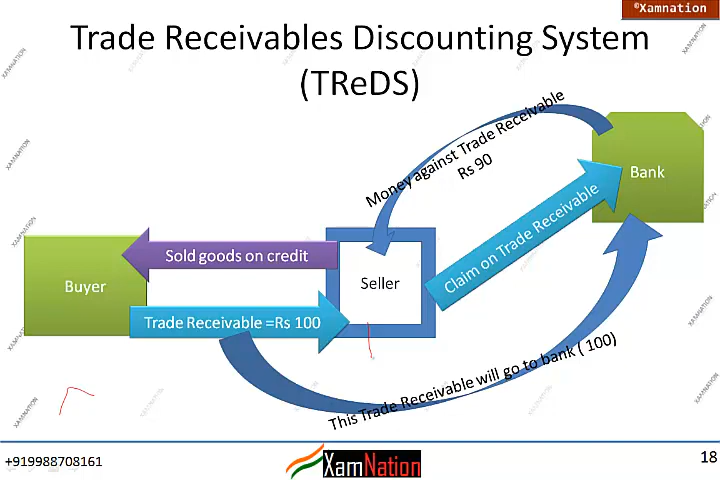 ©Xamnation
Trade Receivables Discounting System
(TReDS)
Money against Trade Receivable
Rs 90
Bank
Sold goods on credit
Claim on Trade Receivable
Buyer
Seller
Trade Receivable =Rs 100
This Trade Receivable will go to bank ( 100)
+919988708161
XamNation
18
XAMNATION